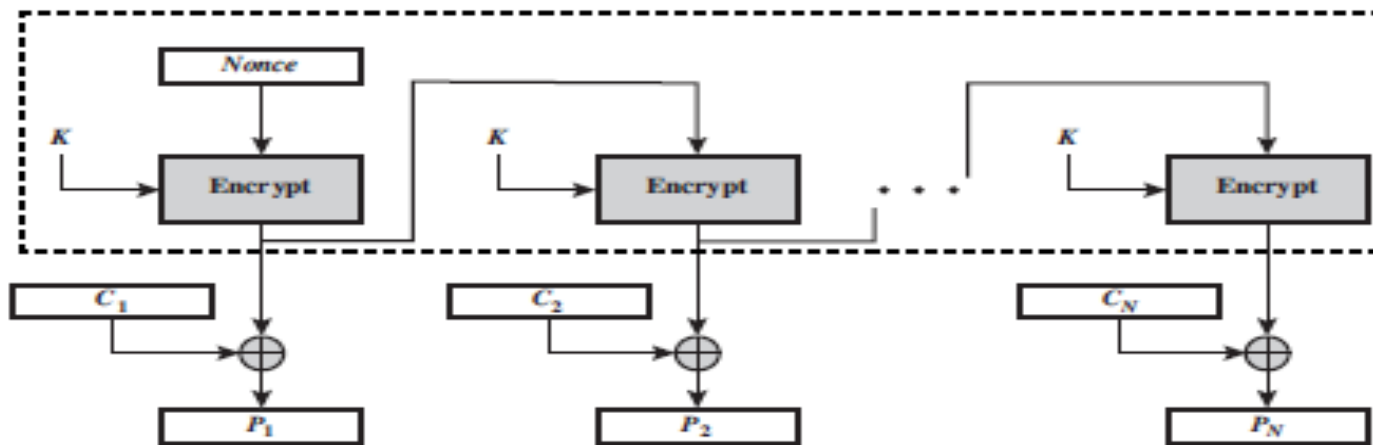 Nonce
K
K
K
Encrypt
Encrypt
• • •
Encrypt
C1
C2
CN
P1
P2
PN